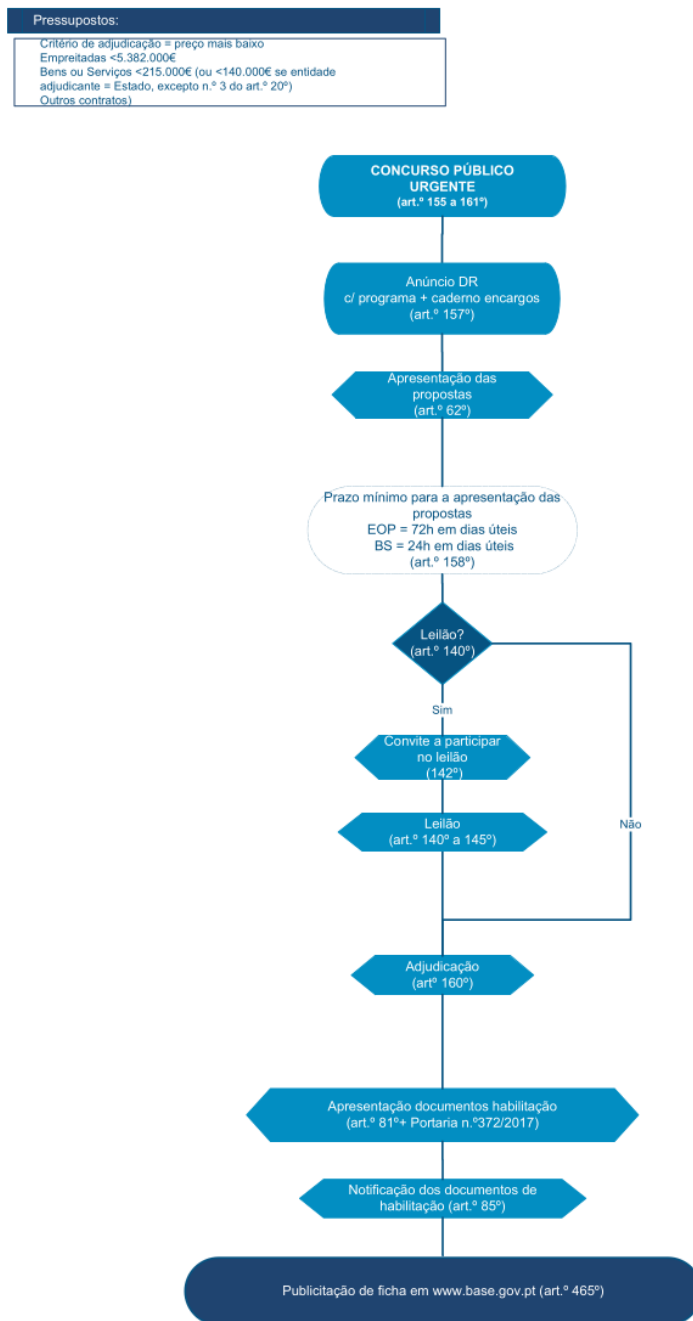 Pressupostos:
Critério de adjudicação = preço mais baixo
Empreitadas <5.382.000€
Bens ou Serviços <215.000€ (ou <140.000€ se entidade
adjudicante = Estado, excepto n.º 3 do art.º 20º)
Outros contratos)
CONCURSO PÚBLICO
URGENTE
(art.º 155 a 161º)
Anúncio DR
c/ programa + caderno encargos
(art.º 157º)
Apresentação das
propostas
(art.º 62º)
Prazo mínimo para a apresentação das
propostas
EOP = 72h em dias úteis
BS = 24h em dias úteis
(art.º 158º)
Leilão?
(art.º 140º)
Sim
Convite a participar
no leilão
(142º)
Leilão
(art.º 140º a 145º)
Não
Adjudicação
(artº 160º)
Apresentação documentos habilitação
(art.º 81º+ Portaria n.º372/2017)
Notificação dos documentos de
habilitação (art.º 85º)
Publicitação de ficha em www.base.gov.pt (art.º 465º)